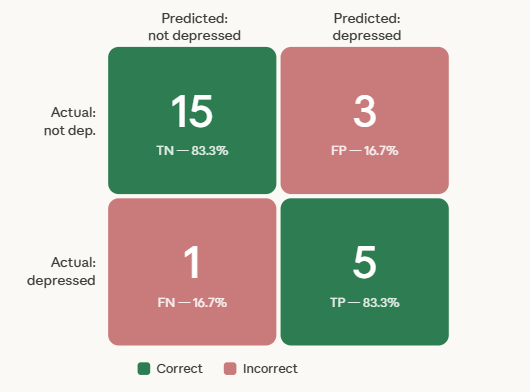 Predicted:
not depressed
Predicted:
depressed
Actual:
not dep.
15
TN — 83.3%
3
FP — 16.7%
Actual:
depressed
1
FN — 16.7%
5
TP — 83.3%
Correct
Incorrect